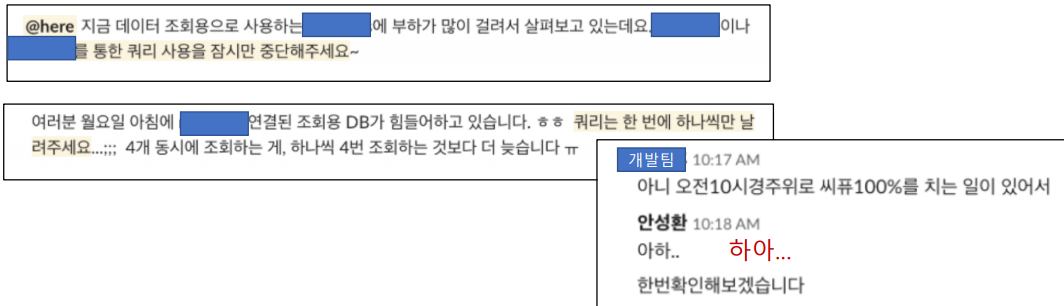 @here 지금 데이터 조회용으로 사용하는 에 부하가 많이 걸려서 살펴보고 있는데요. 이나
를 통한 쿼리 사용을 잠시만 중단해주세요~
여러분 월요일 아침에 연결된 조회용 DB가 힘들어하고 있습니다. ㅎㅎ 쿼리는 한 번에 하나씩만 날
려주세요...;;; 4개 동시에 조회하는 게, 하나씩 4번 조회하는 것보다 더 늦습니다 ㅠ
개발팀 10:17 AM
아니 오전10시경주위로 씨퓨100%를 치는 일이 있어서
안성환 10:18 AM
아하.. 하아...
한번확인해보겠습니다